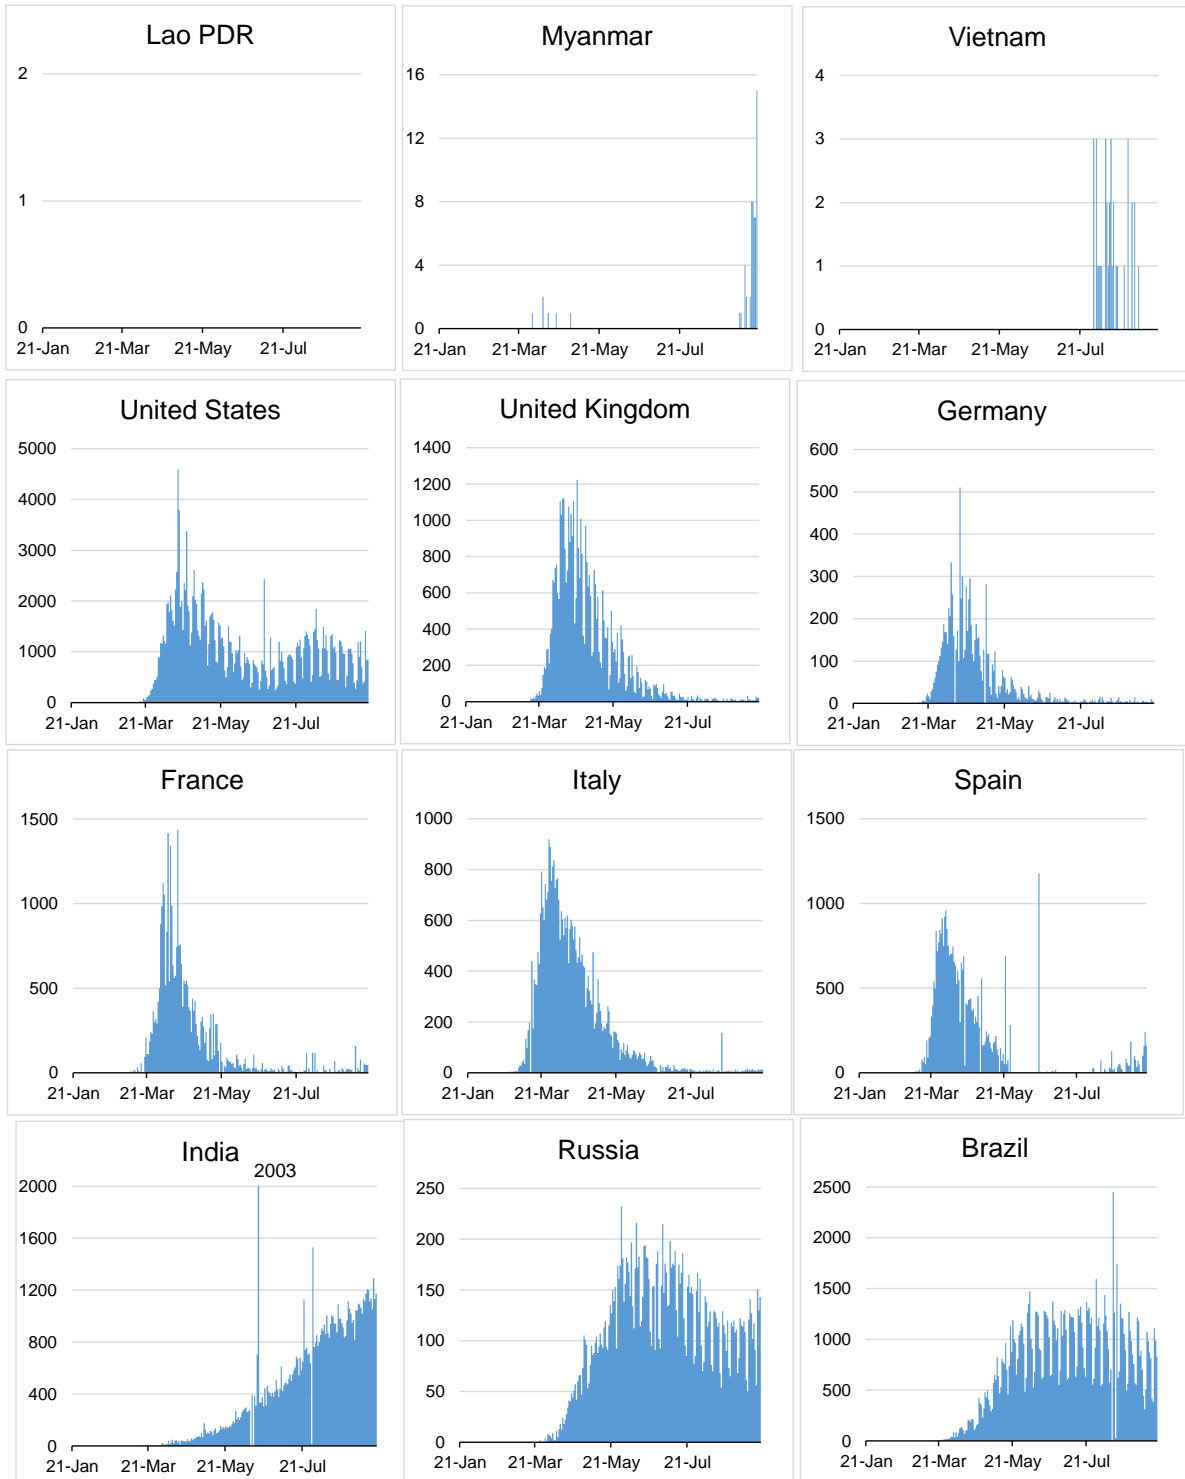 Lao PDR
2
1
0
21-Jan 21-Mar 21-May 21-Jul
Myanmar
16
12
8
4
0
21-Jan 21-Mar 21-May 21-Jul
Vietnam
4
3
2
1
0
21-Jan 21-Mar 21-May 21-Jul
United States
5000
4000
3000
2000
1000
0
21-Jan 21-Mar 21-May 21-Jul
United Kingdom
1400
1200
1000
800
600
400
200
0
21-Jan 21-Mar 21-May 21-Jul
Germany
600
500
400
300
200
100
0
21-Jan 21-Mar 21-May 21-Jul
France
1500
1000
500
0
21-Jan 21-Mar 21-May 21-Jul
Italy
1000
800
600
400
200
0
21-Jan 21-Mar 21-May 21-Jul
Spain
1500
1000
500
0
21-Jan 21-Mar 21-May 21-Jul
India
2003
2000
1600
1200
800
400
0
21-Jan 21-Mar 21-May 21-Jul
Russia
250
200
150
100
50
0
21-Jan 21-Mar 21-May 21-Jul
Brazil
2500
2000
1500
1000
500
0
21-Jan 21-Mar 21-May 21-Jul